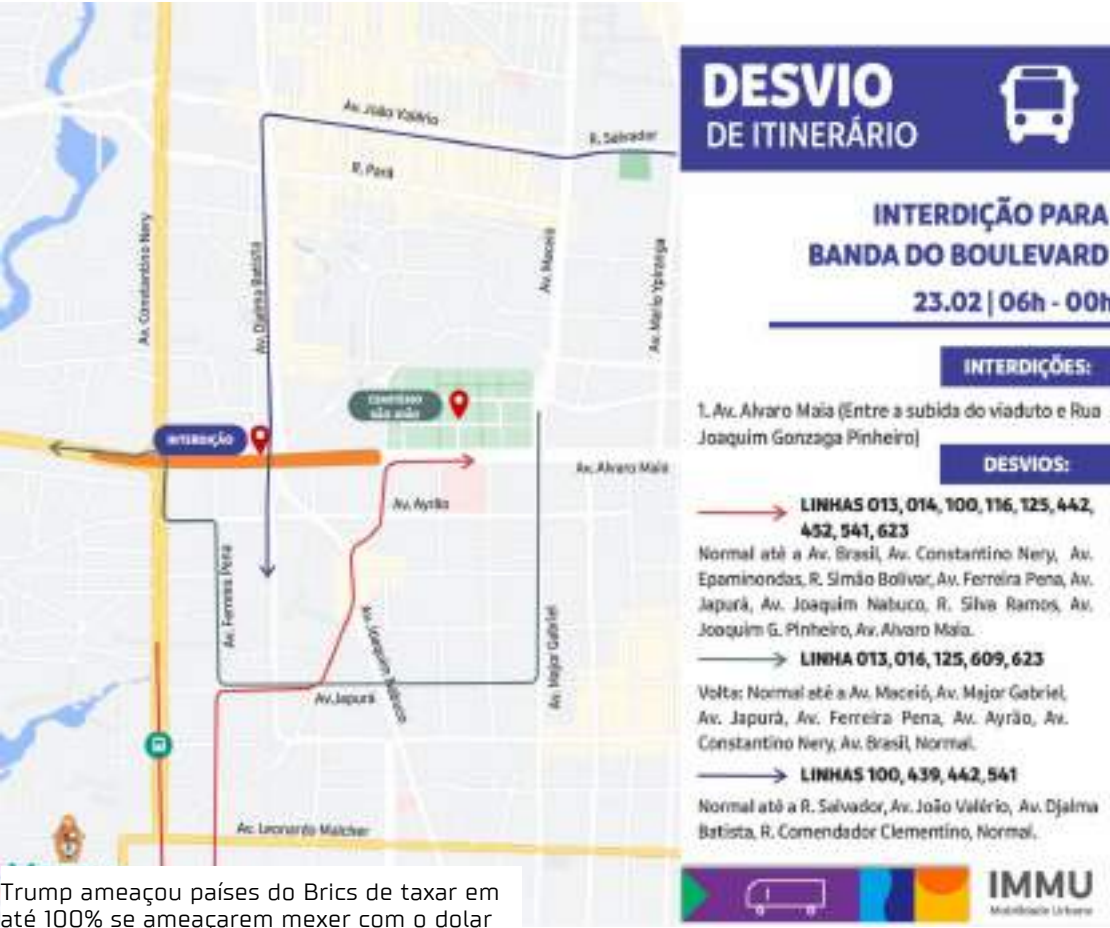 Av. João Valério
R. Salvador
R. Pará
Av. Constantino Nery
Av. Djalma Batista
Av. Maceió
Av. Mario Ypiranga
CEMITÉRIO
SÃO JOÃO
INTERDIÇÃO
Av. Alvaro Maia
Av. Ayrão
Av. Ferreira Pena
Av. Joaquim Nabuco
Av. Major Gabriel
Av. Japurá
Av. Leonardo Malcher
Trump ameaçou países do Brics de taxar em
até 100% se ameaçarem mexer com o dolar
DESVIO
DE ITINERÁRIO
INTERDIÇÃO PARA
BANDA DO BOULEVARD
23.02 | 06h - 00h
INTERDIÇÕES:
1. Av. Alvaro Maia (Entre a subida do viaduto e Rua
Joaquim Gonzaga Pinheiro)
DESVIOS:
LINHAS 013, 014, 100, 116, 125, 442,
452, 541, 623
Normal até a Av. Brasil, Av. Constantino Nery, Av.
Epaminondas, R. Simão Bolivar, Av. Ferreira Pena, Av.
Japurá, Av. Joaquim Nabuco, R. Silva Ramos, Av.
Joaquim G. Pinheiro, Av. Alvaro Maia.
LINHA 013, 016, 125, 609, 623
Volta: Normal até a Av. Maceió, Av. Major Gabriel,
Av. Japurá, Av. Ferreira Pena, Av. Ayrão, Av.
Constantino Nery, Av. Brasil, Normal.
LINHAS 100, 439, 442, 541
Normal até a R. Salvador, Av. João Valério, Av. Djalma
Batista, R. Comendador Clementino, Normal.
IMMU
Mobilidade Urbana